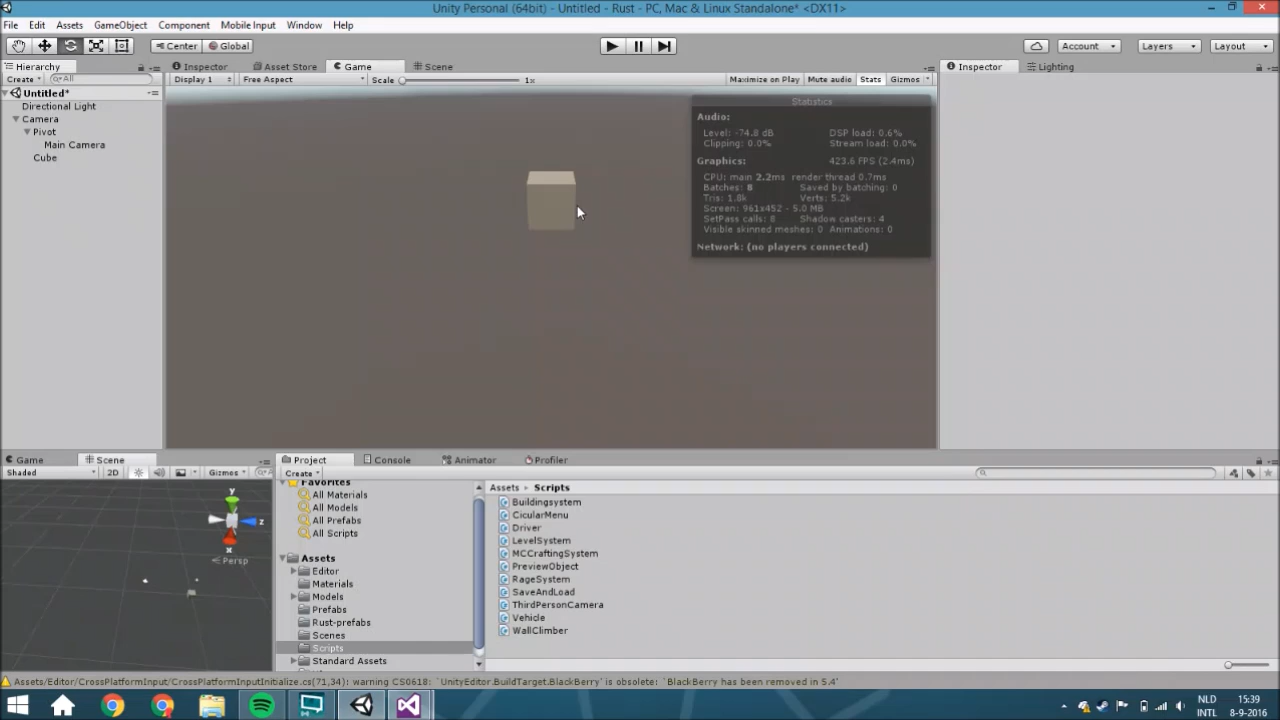 Unity Personal (64bit) - Untitled - Rust - PC, Mac & Linux Standalone* <DX11>
File Edit Assets GameObject Component Mobile Input Window Help
Center Global Account Layers Layout
Hierarchy Inspector Asset Store Game Scene Inspector Lighting
Create All Display 1 Free Aspect Scale 1x Maximize on Play Mute audio Stats Gizmos
Untitled*
Directional Light
Camera
Pivot
Main Camera
Cube
Statistics
Audio:
Level: -74.8 dB DSP load: 0.6%
Clipping: 0.0% Stream load: 0.0%
Graphics: 423.6 FPS (2.4ms)
CPU: main 2.2ms render thread 0.7ms
Batches: 8 Saved by batching: 0
Tris: 1.8k Verts: 5.2k
Screen: 961x452 - 5.0 MB
SetPass calls: 8 Shadow casters: 4
Visible skinned meshes: 0 Animations: 0
Network: (no players connected)
Game Scene Project Console Animator Profiler
Shaded 2D Gizmos Create
y
z
x
Persp
Favorites
All Materials
All Models
All Prefabs
All Scripts
Assets
Editor
Materials
Models
Prefabs
Rust-prefabs
Scenes
Scripts
Standard Assets
Assets Scripts
Buildingsystem
CicularMenu
Driver
LevelSystem
MCCraftingSystem
PreviewObject
RageSystem
SaveAndLoad
ThirdPersonCamera
Vehicle
WallClimber
Assets/Editor/CrossPlatformInput/CrossPlatformInputInitialize.cs(71,34): warning CS0618: `UnityEditor.BuildTarget.BlackBerry' is obsolete: `BlackBerry has been removed in 5.4'
NLD 15:39
INTL 8-9-2016